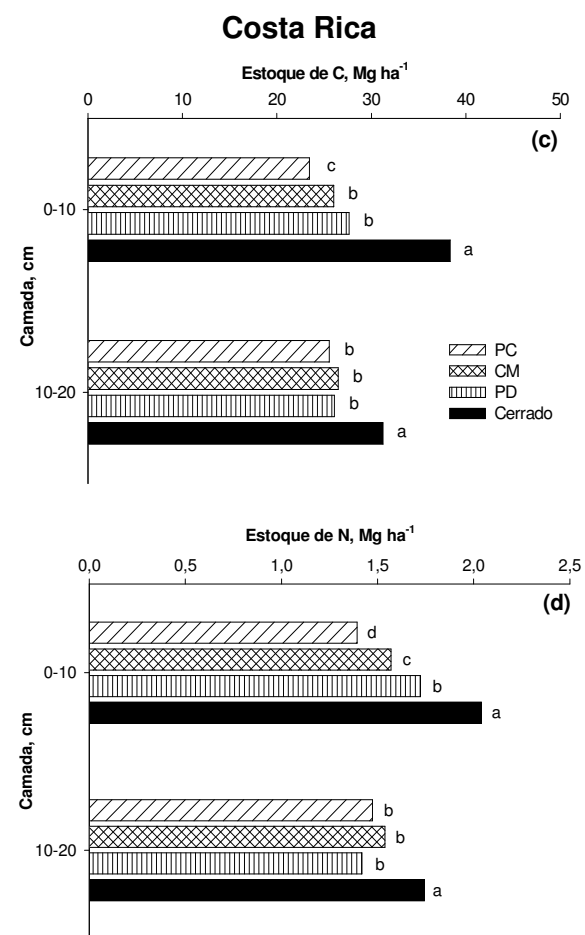 Costa Rica
Estoque de C, Mg ha⁻¹
0 10 20 30 40 50
(c)
c
b
0-10
b
a
Camada, cm
b
PC
b
CM
10-20
b
PD
a
Cerrado
Estoque de N, Mg ha⁻¹
0,0 0,5 1,0 1,5 2,0 2,5
(d)
d
c
0-10
b
a
Camada, cm
b
b
10-20
b
a